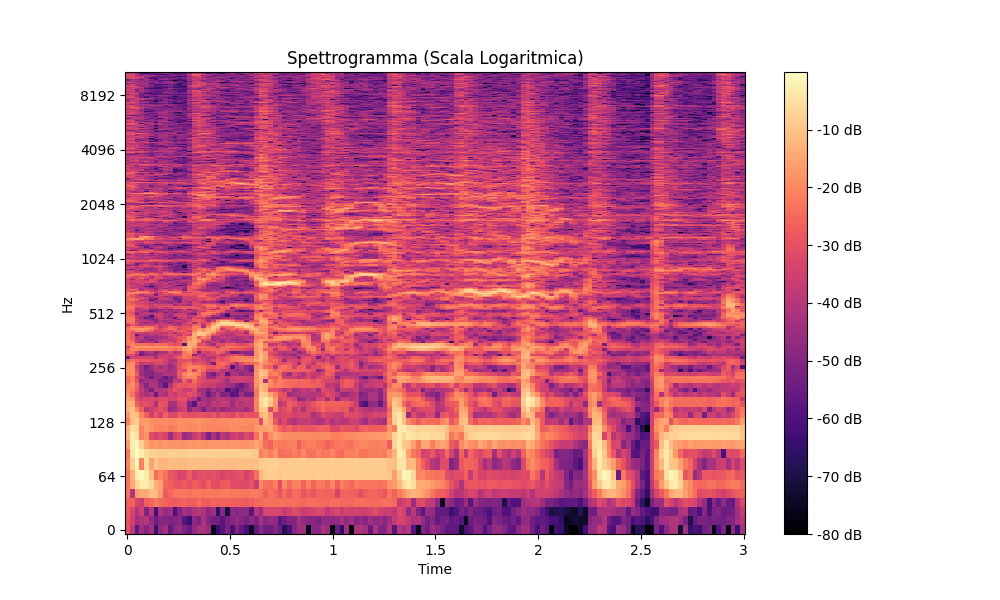 Spettrogramma (Scala Logaritmica)
Hz
8192
4096
2048
1024
512
256
128
64
0
0
0.5
1
1.5
2
2.5
3
Time
-10 dB
-20 dB
-30 dB
-40 dB
-50 dB
-60 dB
-70 dB
-80 dB